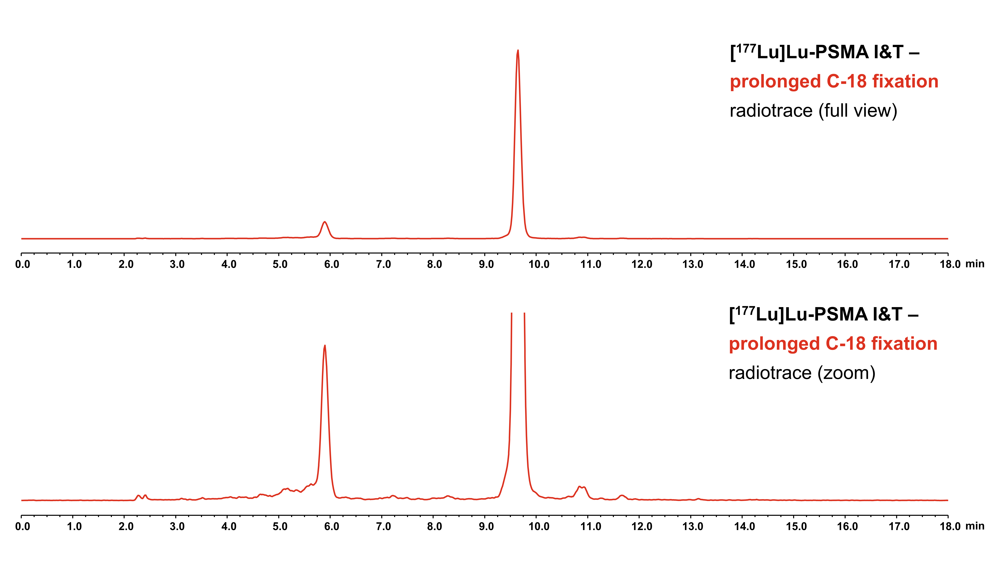 [¹⁷⁷Lu]Lu-PSMA I&T –
prolonged C-18 fixation
radiotrace (full view)
0.0 1.0 2.0 3.0 4.0 5.0 6.0 7.0 8.0 9.0 10.0 11.0 12.0 13.0 14.0 15.0 16.0 17.0 18.0 min
[¹⁷⁷Lu]Lu-PSMA I&T –
prolonged C-18 fixation
radiotrace (zoom)
0.0 1.0 2.0 3.0 4.0 5.0 6.0 7.0 8.0 9.0 10.0 11.0 12.0 13.0 14.0 15.0 16.0 17.0 18.0 min